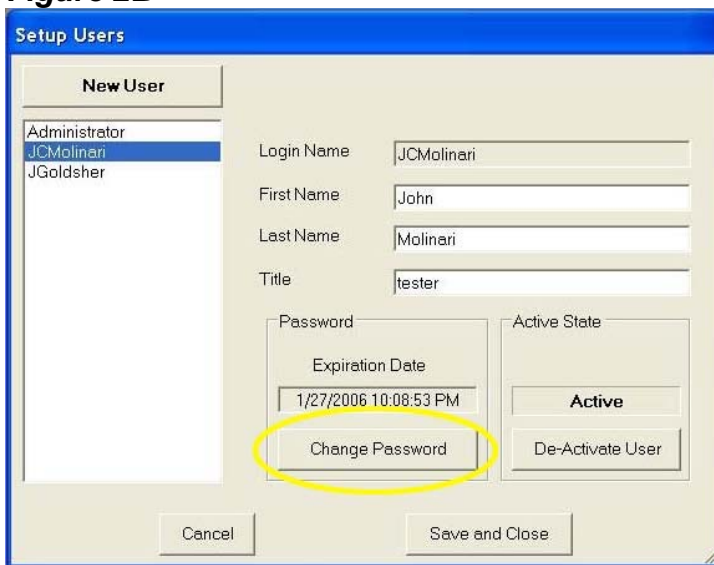 Setup Users
New User
Administrator
JCMolinari
JGoldsher
Login Name JCMolinari
First Name John
Last Name Molinari
Title tester
Password
Expiration Date
1/27/2006 10:08:53 PM
Change Password
Active State
Active
De-Activate User
Cancel Save and Close